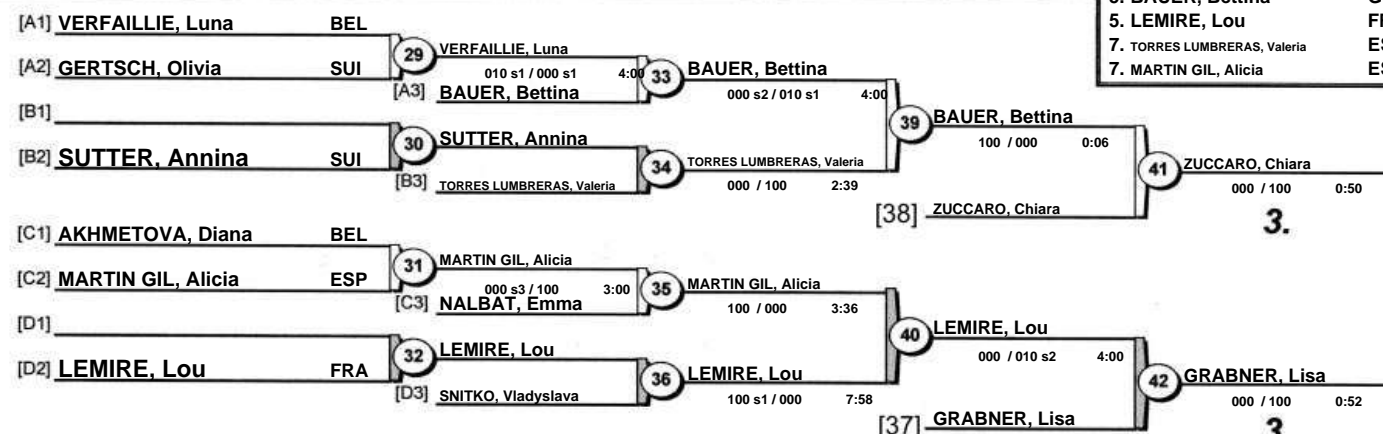 5. LEMIRE, Lou
7. TORRES LUMBRERAS, Valeria
7. MARTIN GIL, Alicia
[A1] VERFAILLIE, Luna BEL
29
VERFAILLIE, Luna
[A2] GERTSCH, Olivia SUI
010 s1 / 000 s1 4:00
33
BAUER, Bettina
[A3] BAUER, Bettina
000 s2 / 010 s1 4:00
[B1]
39
BAUER, Bettina
30
SUTTER, Annina
100 / 000 0:06
[B2] SUTTER, Annina SUI
34
TORRES LUMBRERAS, Valeria
41
ZUCCARO, Chiara
[B3] TORRES LUMBRERAS, Valeria
000 / 100 2:39
000 / 100 0:50
[38] ZUCCARO, Chiara
3.
[C1] AKHMETOVA, Diana BEL
31
MARTIN GIL, Alicia
[C2] MARTIN GIL, Alicia ESP
000 s3 / 100 3:00
35
MARTIN GIL, Alicia
[C3] NALBAT, Emma
100 / 000 3:36
[D1]
40
LEMIRE, Lou
32
LEMIRE, Lou
000 / 010 s2 4:00
[D2] LEMIRE, Lou FRA
36
LEMIRE, Lou
42
GRABNER, Lisa
[D3] SNITKO, Vladyslava
100 s1 / 000 7:58
000 / 100 0:52
[37] GRABNER, Lisa